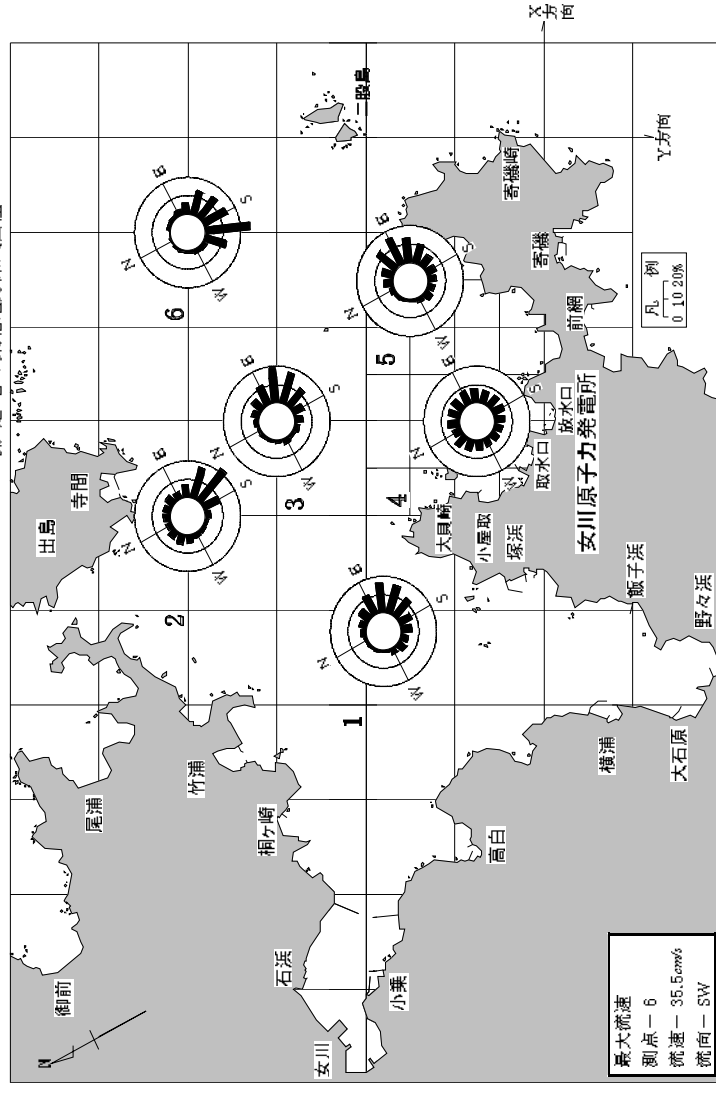 X方向
Y方向
二股島
寄磯崎
寄磯
前網
凡 例
0 10 20%
出島
寺間
N
E
S
W
6
N
E
S
W
5
N
E
S
W
3
N
E
S
W
2
N
E
S
W
4
N
E
S
W
1
大貝崎
小屋取
塚浜
取水口
放水口
女川原子力発電所
飯子浜
野々浜
大石原
横浦
高白
竹浦
尾浦
桐ヶ崎
石浜
小乗
女川
御前
N
最大流速
測点－6
流速－35.5cm/s
流向－SW